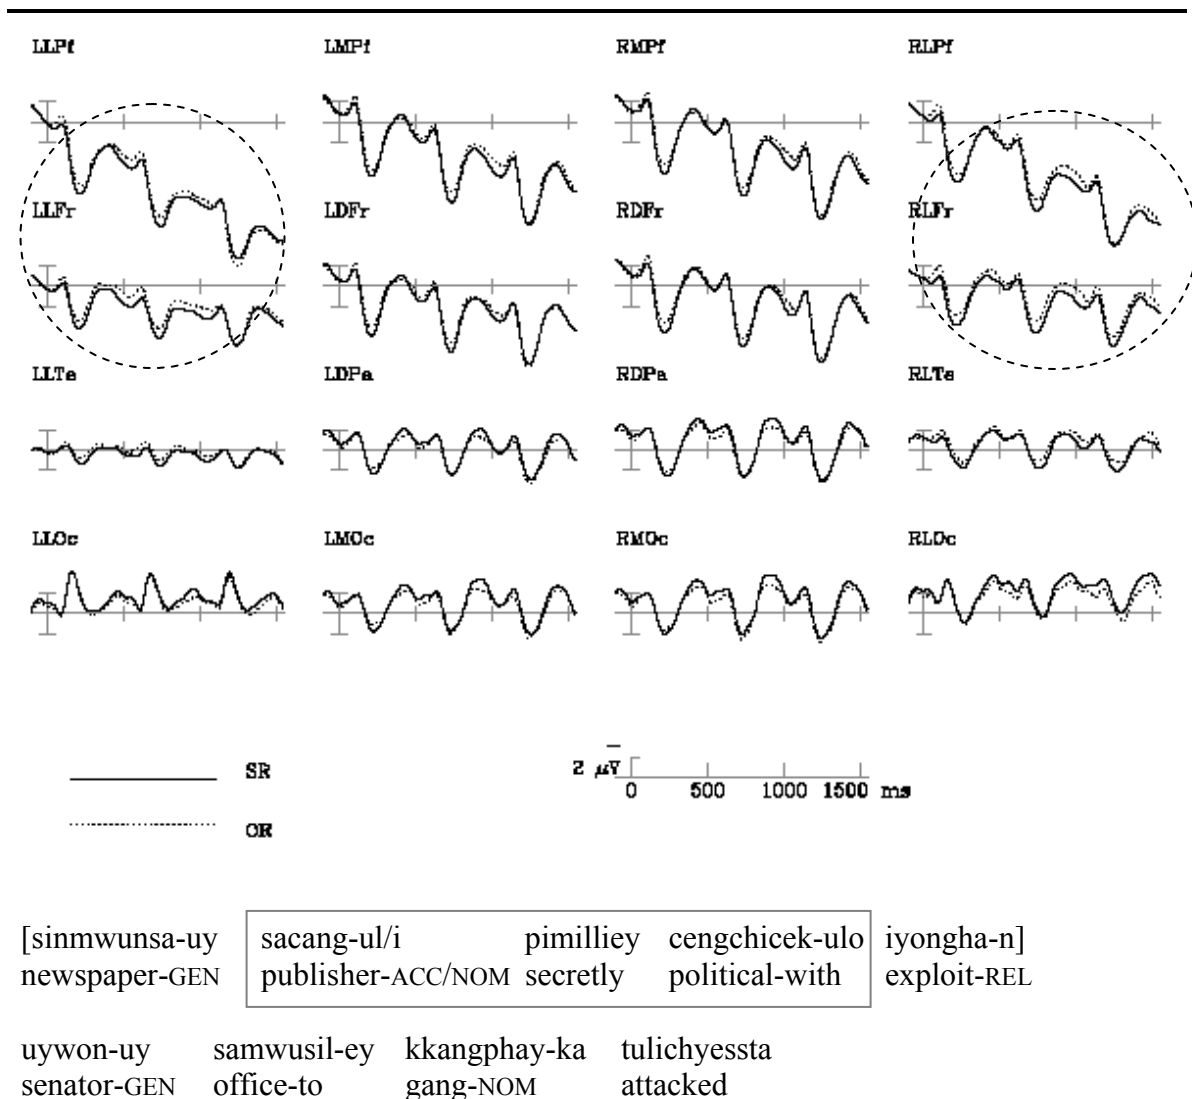 LLPf LMPf RMPf RLPf
LLFr LDFr RDFr RLFr
LLTe LDPa RDPa RLTe
LLOc LMOc RMOc RLOc
SR 2 μV
0 500 1000 1500 ms
OR
[sinmwunsa-uy sacang-ul/i pimilliey cengchicek-ulo iyongha-n]
newspaper-GEN publisher-ACC/NOM secretly political-with exploit-REL
uywon-uy samwusil-ey kkangphay-ka tulichyessta
senator-GEN office-to gang-NOM attacked